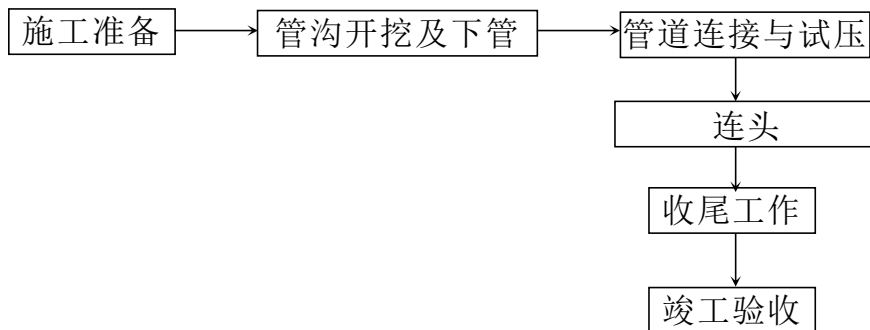 施工准备
管沟开挖及下管
管道连接与试压
连头
收尾工作
竣工验收